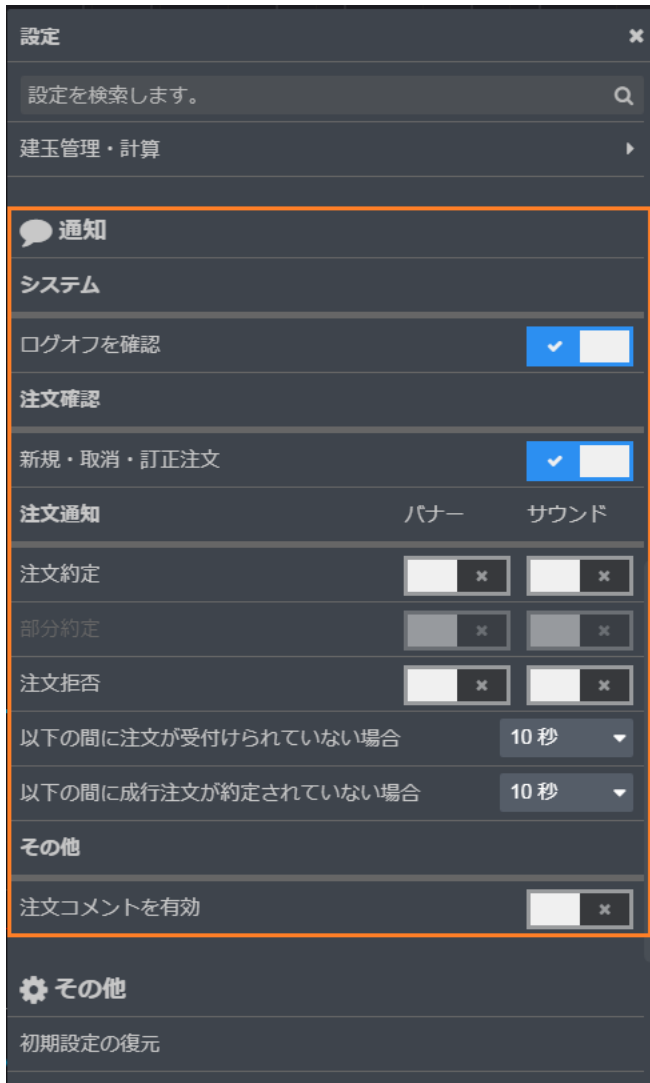 設定
設定を検索します。
建玉管理・計算
通知
システム
ログオフを確認
注文確認
新規・取消・訂正注文
注文通知 バナー サウンド
注文約定
部分約定
注文拒否
以下の間に注文が受付けられていない場合 10 秒
以下の間に成行注文が約定されていない場合 10 秒
その他
注文コメントを有効
その他
初期設定の復元